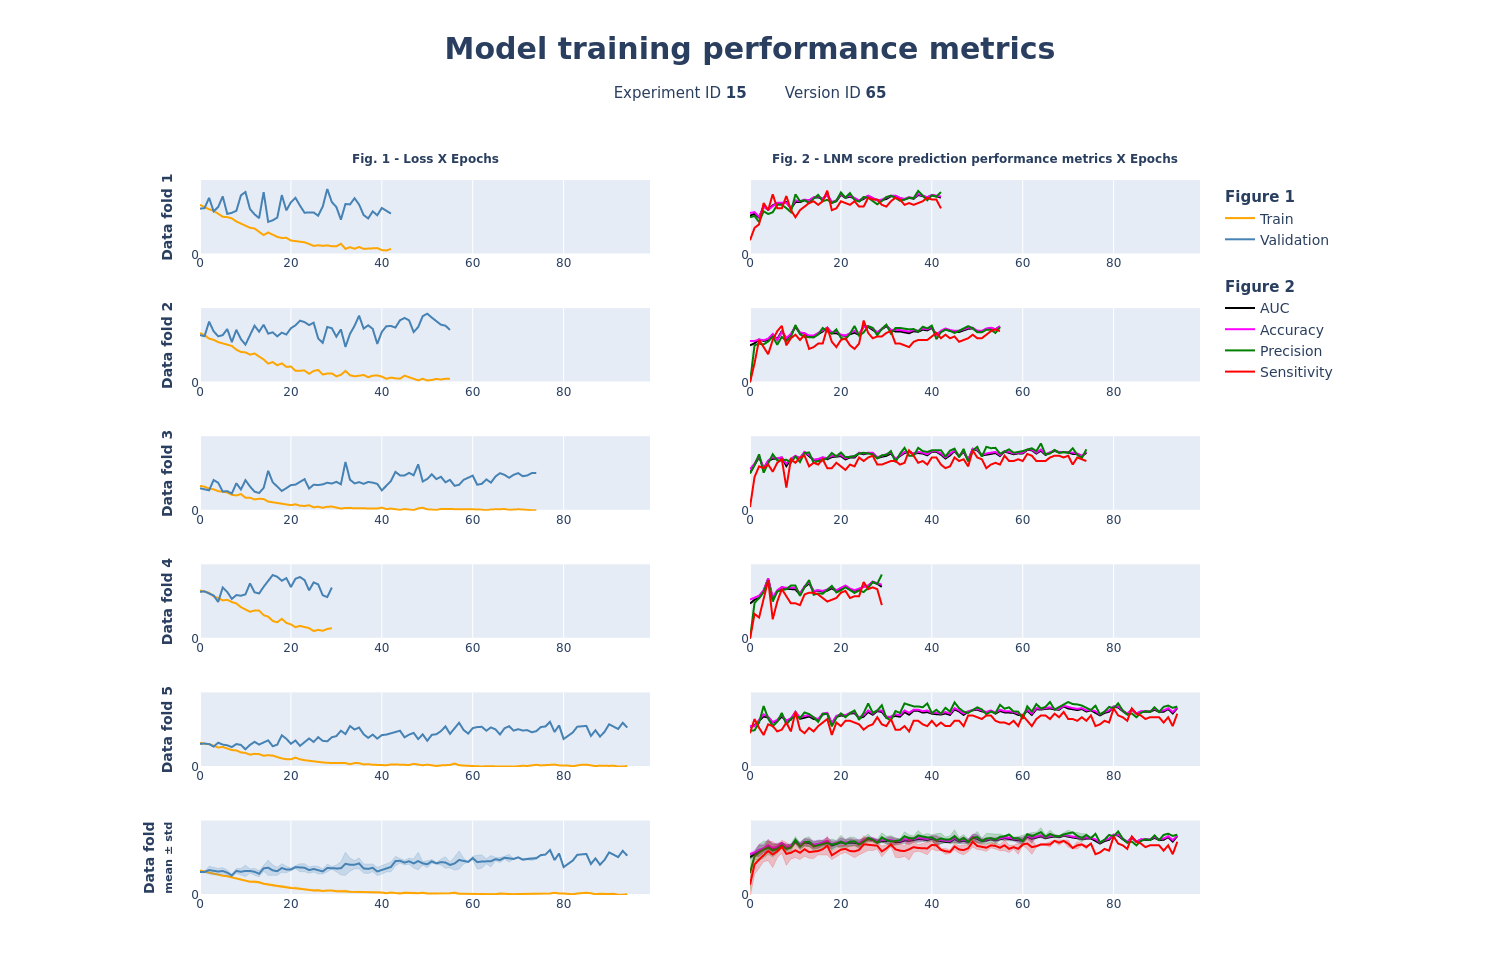 Model training performance metrics
Experiment ID 15 Version ID 65
Fig. 1 - Loss X Epochs
Fig. 2 - LNM score prediction performance metrics X Epochs
Data fold 1
0
0 20 40 60 80
0
0 20 40 60 80
Figure 1
Train
Validation
Figure 2
AUC
Accuracy
Precision
Sensitivity
Data fold 2
0
0 20 40 60 80
0
0 20 40 60 80
Data fold 3
0
0 20 40 60 80
0
0 20 40 60 80
Data fold 4
0
0 20 40 60 80
0
0 20 40 60 80
Data fold 5
0
0 20 40 60 80
0
0 20 40 60 80
Data fold
mean ± std
0
0 20 40 60 80
0
0 20 40 60 80